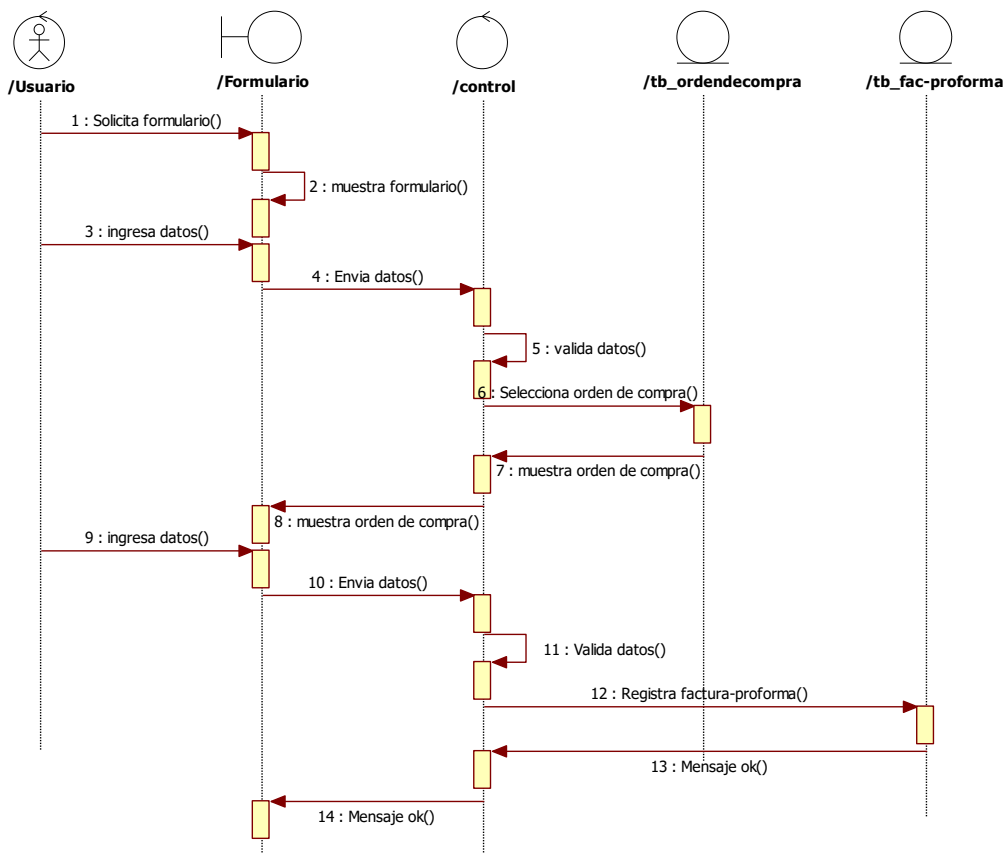 /Usuario
/Formulario
/control
/tb_ordendecompra
/tb_fac-proforma
1 : Solicita formulario()
2 : muestra formulario()
3 : ingresa datos()
4 : Envia datos()
5 : valida datos()
6 : Selecciona orden de compra()
7 : muestra orden de compra()
8 : muestra orden de compra()
9 : ingresa datos()
10 : Envia datos()
11 : Valida datos()
12 : Registra factura-proforma()
13 : Mensaje ok()
14 : Mensaje ok()